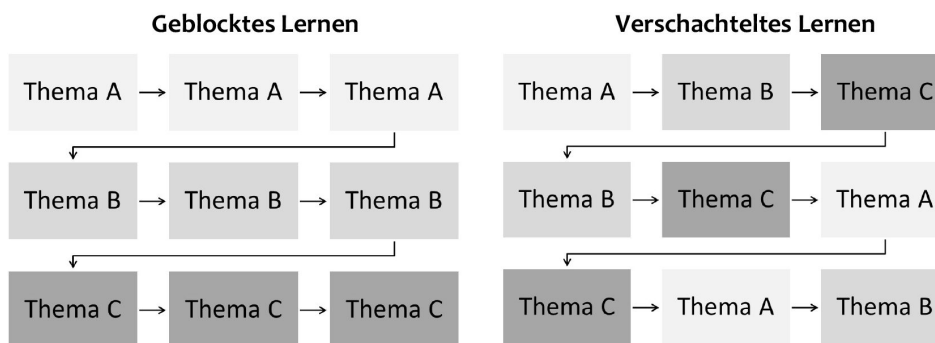 Geblocktes Lernen
Thema A Thema A Thema A
Thema B Thema B Thema B
Thema C Thema C Thema C
Verschachteltes Lernen
Thema A Thema B Thema C
Thema B Thema C Thema A
Thema C Thema A Thema B